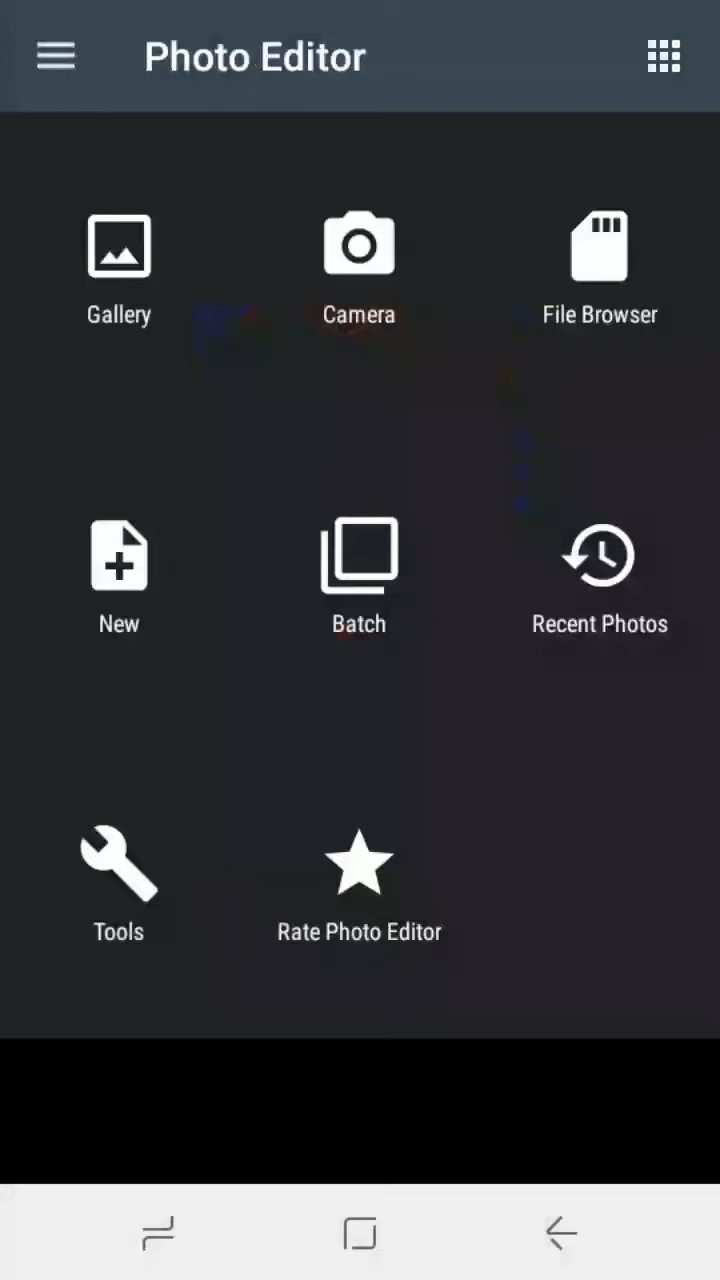 Photo Editor
Gallery
Camera
File Browser
New
Batch
Recent Photos
Tools
Rate Photo Editor